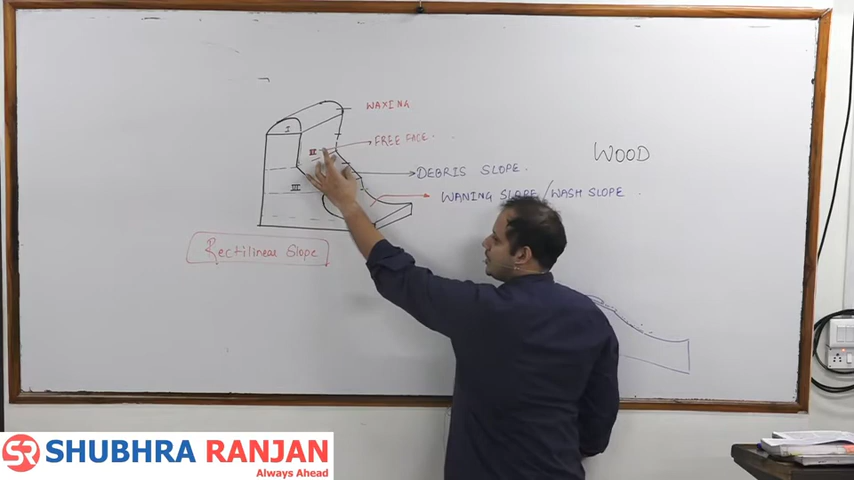 WAXING
I
FREE FACE.
II
WOOD
DEBRIS SLOPE.
III
WANING SLOPE / WASH SLOPE
Rectilinear Slope
SR SHUBHRA RANJAN
Always Ahead